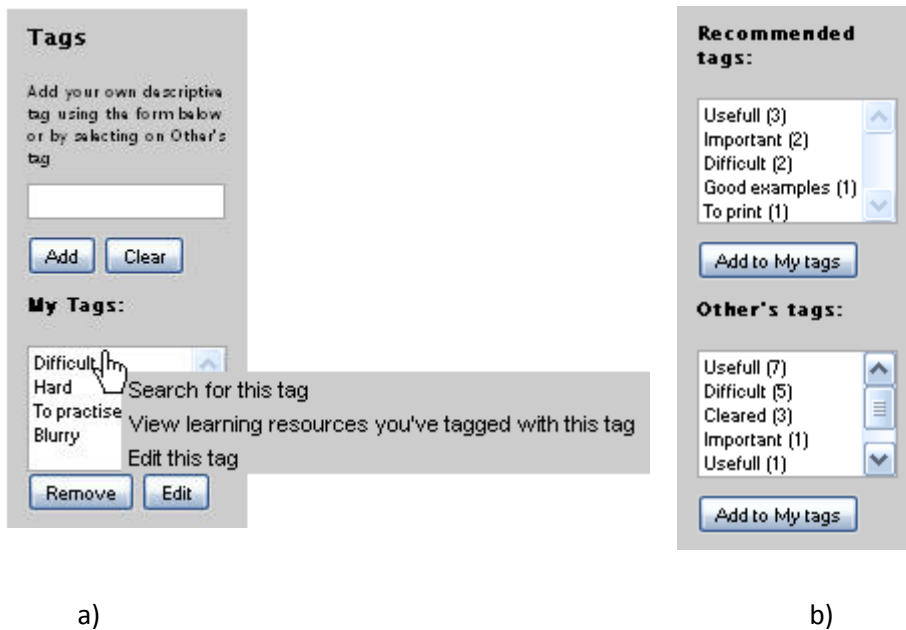 Tags
Add your own descriptive
tag using the form below
or by selecting on Other's
tag
Add Clear
My Tags:
Difficult
Hard
To practise
Blurry
Search for this tag
View learning resources you've tagged with this tag
Edit this tag
Remove Edit
a)
Recommended
tags:
Usefull (3)
Important (2)
Difficult (2)
Good examples (1)
To print (1)
Add to My tags
Other's tags:
Usefull (7)
Difficult (5)
Cleared (3)
Important (1)
Usefull (1)
Add to My tags
b)